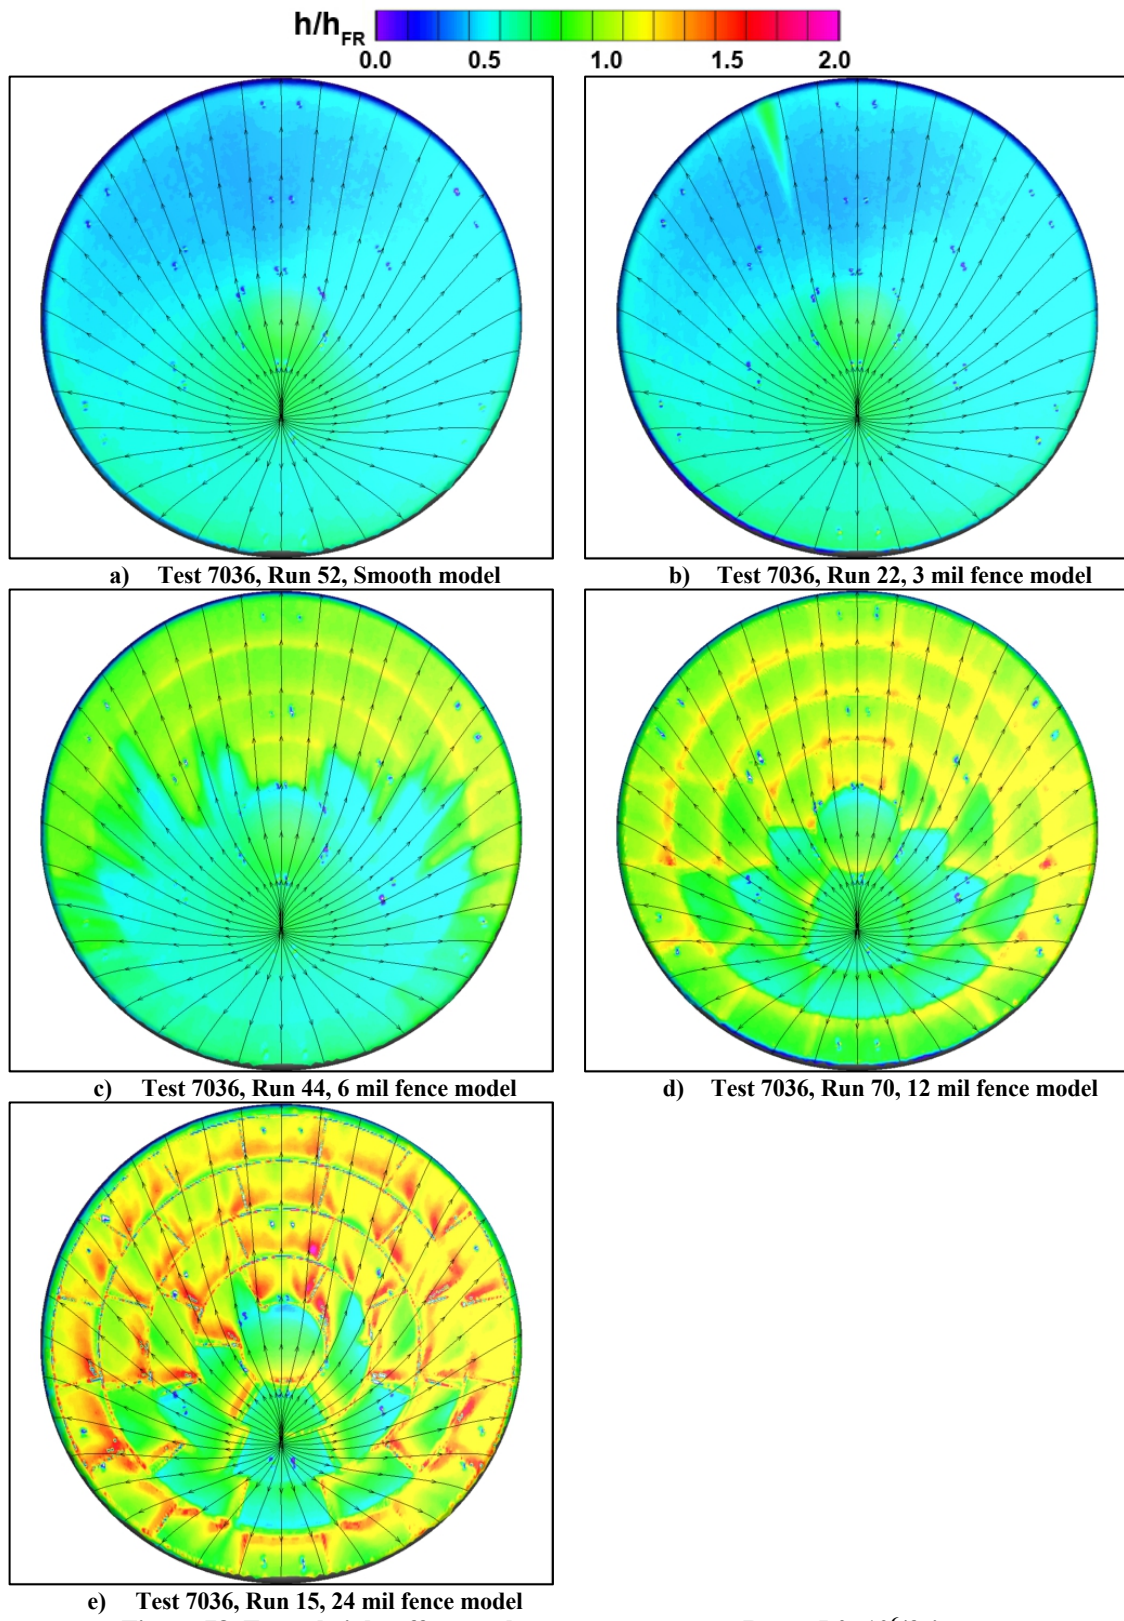 h/hFR
0.0 0.5 1.0 1.5 2.0
a) Test 7036, Run 52, Smooth model
b) Test 7036, Run 22, 3 mil fence model
c) Test 7036, Run 44, 6 mil fence model
d) Test 7036, Run 70, 12 mil fence model
e) Test 7036, Run 15, 24 mil fence model